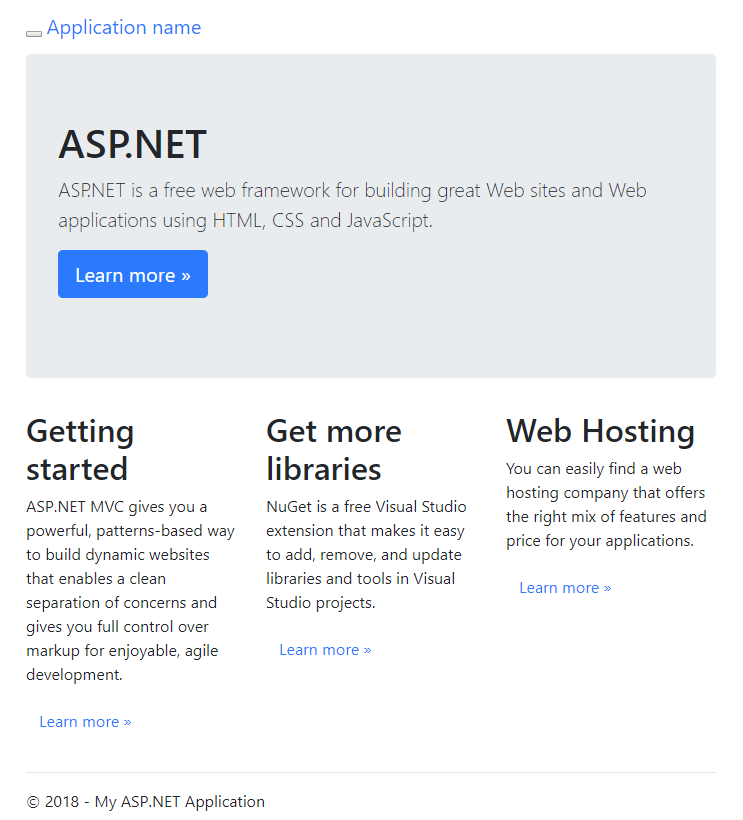 Application name
ASP.NET
ASP.NET is a free web framework for building great Web sites and Web
applications using HTML, CSS and JavaScript.
Learn more »
Getting
started
ASP.NET MVC gives you a
powerful, patterns-based way
to build dynamic websites
that enables a clean
separation of concerns and
gives you full control over
markup for enjoyable, agile
development.
Learn more »
Get more
libraries
NuGet is a free Visual Studio
extension that makes it easy
to add, remove, and update
libraries and tools in Visual
Studio projects.
Learn more »
Web Hosting
You can easily find a web
hosting company that offers
the right mix of features and
price for your applications.
Learn more »
© 2018 - My ASP.NET Application